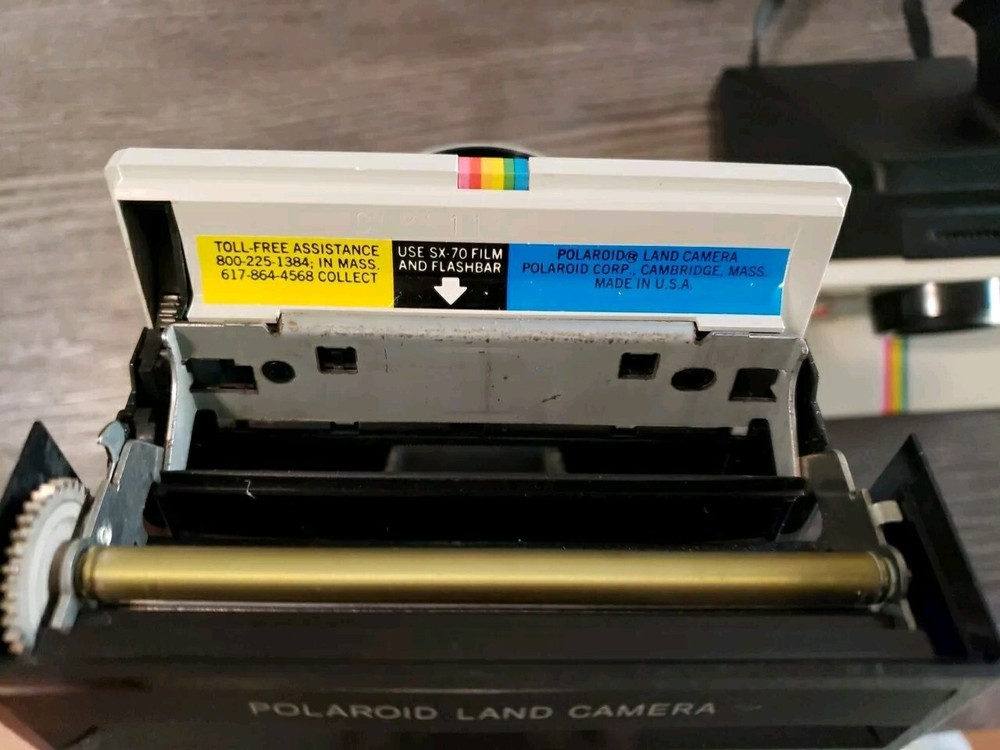 TOLL-FREE ASSISTANCE
800-225-1384; IN MASS.
617-864-4568 COLLECT
USE SX-70 FILM
AND FLASHBAR
POLAROID® LAND CAMERA
POLAROID CORP., CAMBRIDGE, MASS.
MADE IN U.S.A.
POLAROID LAND CAMERA